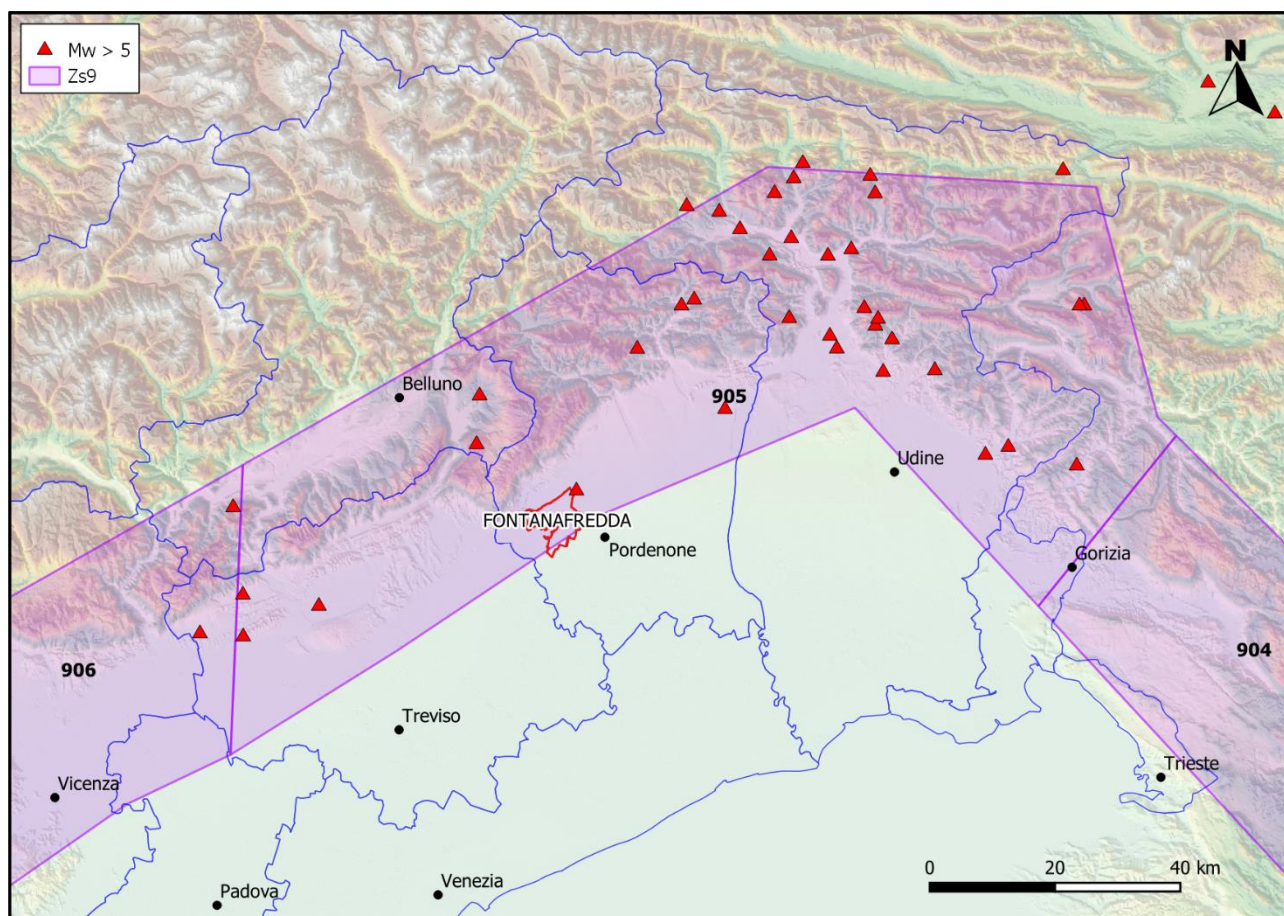 Mw > 5
Zs9
N
Belluno
905
Udine
FONTANAFREDDA
Pordenone
Gorizia
906
904
Treviso
Trieste
Vicenza
0 20 40 km
Padova
Venezia